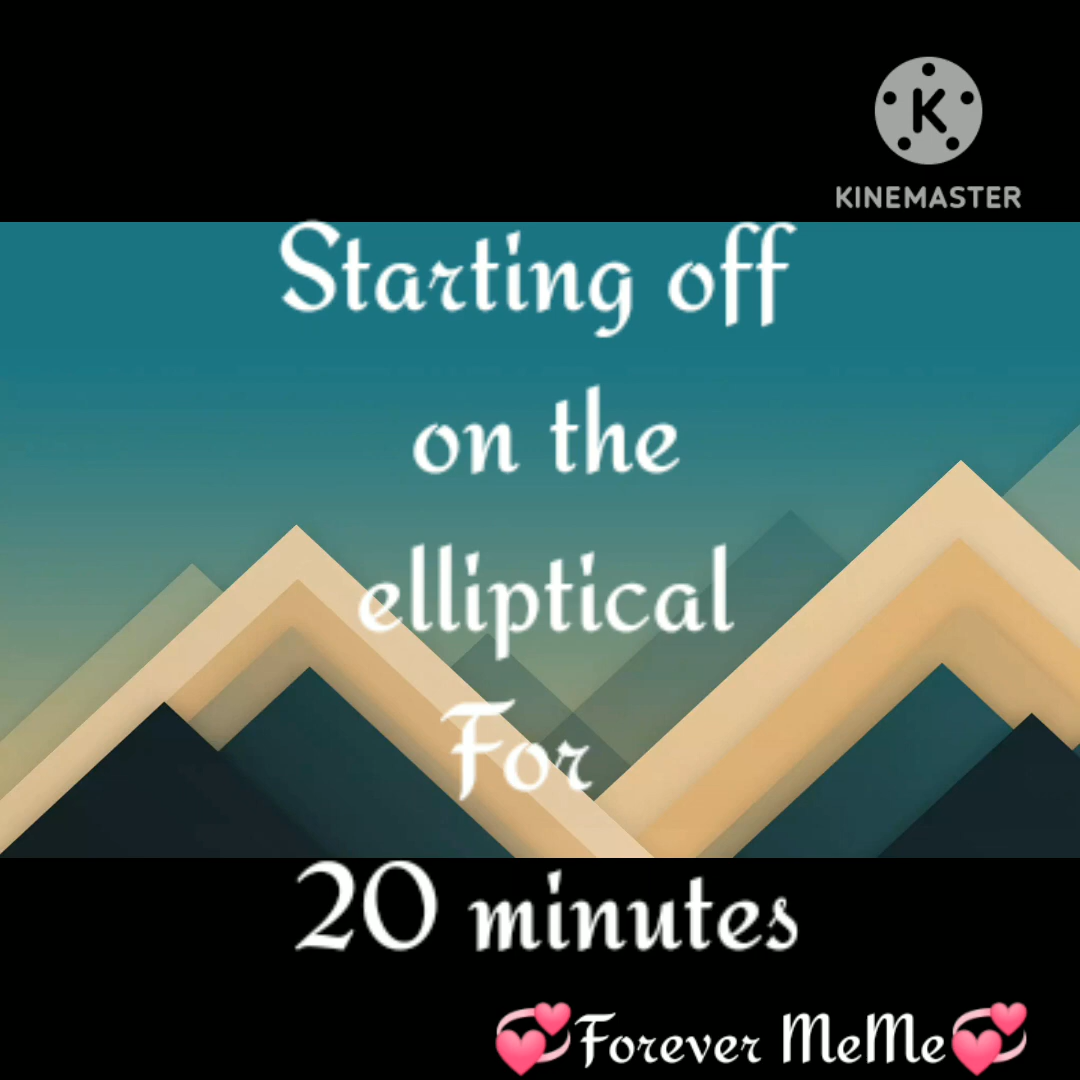 K
KINEMASTER
Starting off
on the
elliptical
For
20 minutes
💞Forever MeMe💞